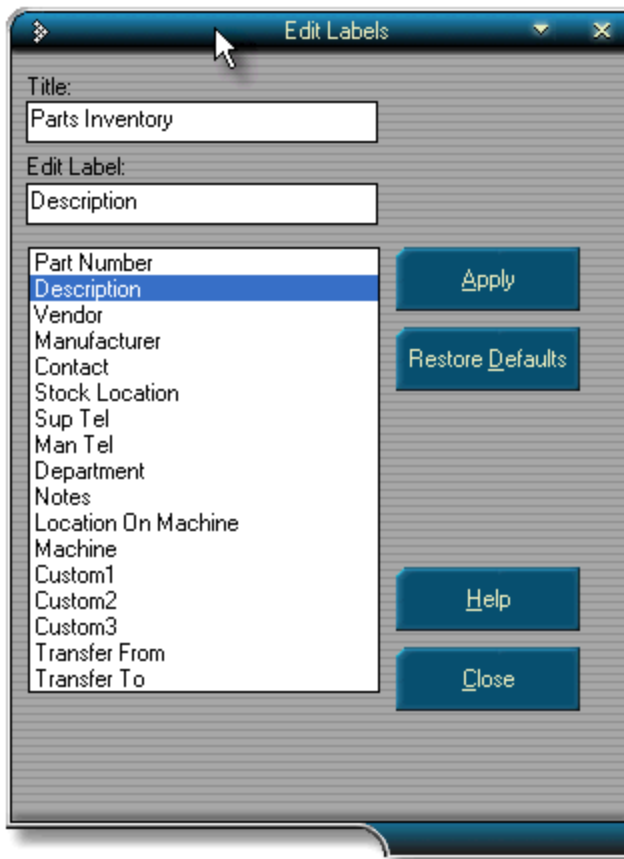 Edit Labels
Title:
Parts Inventory
Edit Label:
Description
Part Number
Description
Vendor
Manufacturer
Contact
Stock Location
Sup Tel
Man Tel
Department
Notes
Location On Machine
Machine
Custom1
Custom2
Custom3
Transfer From
Transfer To
Apply
Restore Defaults
Help
Close